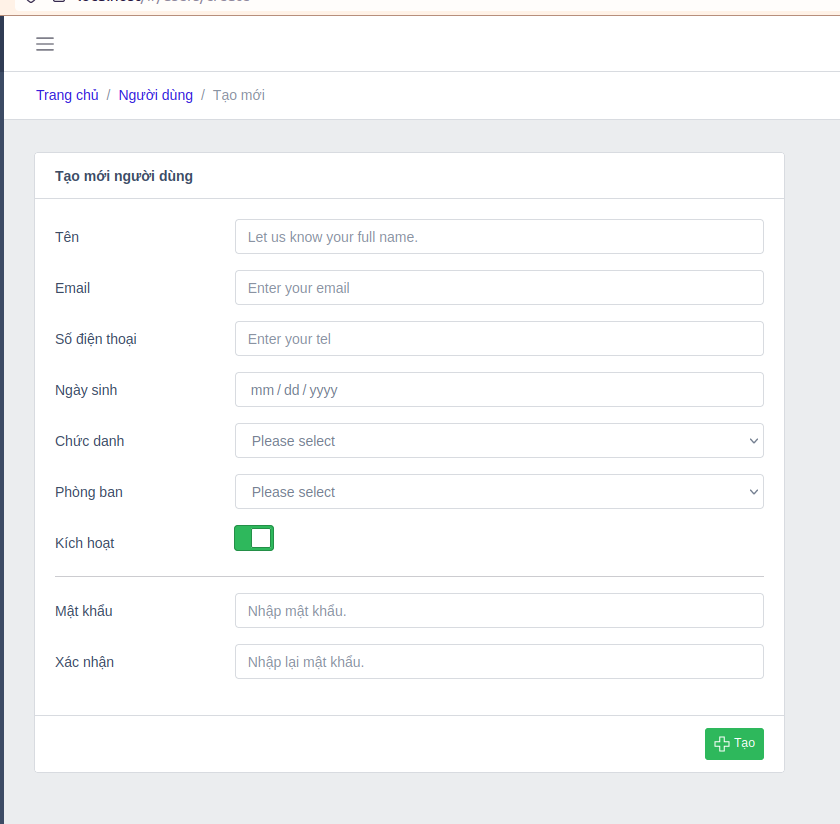 Trang chủ / Người dùng / Tạo mới
Tạo mới người dùng
Tên
Let us know your full name.
Email
Enter your email
Số điện thoại
Enter your tel
Ngày sinh
mm / dd / yyyy
Chức danh
Please select
Phòng ban
Please select
Kích hoạt
Mật khẩu
Nhập mật khẩu.
Xác nhận
Nhập lại mật khẩu.
Tạo